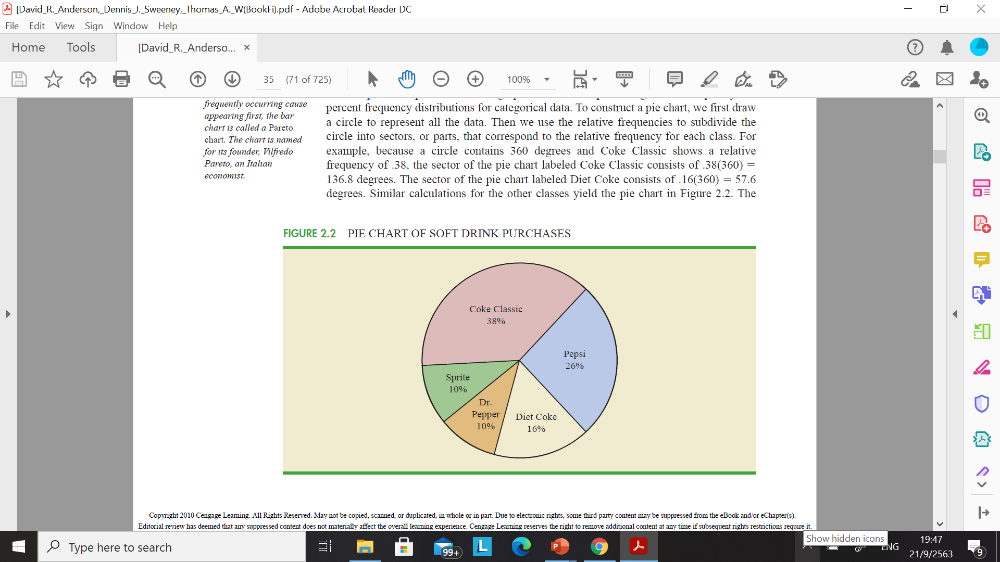 [David_R._Anderson,_Dennis_J._Sweeney,_Thomas_A._W(BookFi).pdf - Adobe Acrobat Reader DC
File Edit View Sign Window Help
Home Tools [David_R._Anderso... ×
35 (71 of 725) 100%
frequently occurring cause
appearing first, the bar
chart is called a Pareto
chart. The chart is named
for its founder, Vilfredo
Pareto, an Italian
economist.
percent frequency distributions for categorical data. To construct a pie chart, we first draw
a circle to represent all the data. Then we use the relative frequencies to subdivide the
circle into sectors, or parts, that correspond to the relative frequency for each class. For
example, because a circle contains 360 degrees and Coke Classic shows a relative
frequency of .38, the sector of the pie chart labeled Coke Classic consists of .38(360) =
136.8 degrees. The sector of the pie chart labeled Diet Coke consists of .16(360) = 57.6
degrees. Similar calculations for the other classes yield the pie chart in Figure 2.2. The
FIGURE 2.2 PIE CHART OF SOFT DRINK PURCHASES
Coke Classic
38%
Pepsi
26%
Sprite
10%
Dr.
Pepper
10%
Diet Coke
16%
Copyright 2010 Cengage Learning. All Rights Reserved. May not be copied, scanned, or duplicated, in whole or in part. Due to electronic rights, some third party content may be suppressed from the eBook and/or eChapter(s).
Editorial review has deemed that any suppressed content does not materially affect the overall learning experience. Cengage Learning reserves the right to remove additional content at any time if subsequent rights restrictions require it.
Show hidden icons
Type here to search
99+
L
P
ENG
19:47
21/9/2563
9